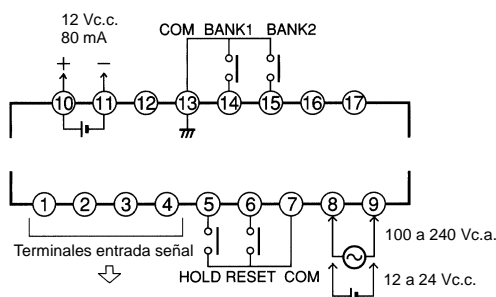 12 Vc.c.
80 mA
COM BANK1 BANK2
+ −
10 11 12 13 14 15 16 17
1 2 3 4 5 6 7 8 9
Terminales entrada señal
HOLD RESET COM
100 a 240 Vc.a.
12 a 24 Vc.c.